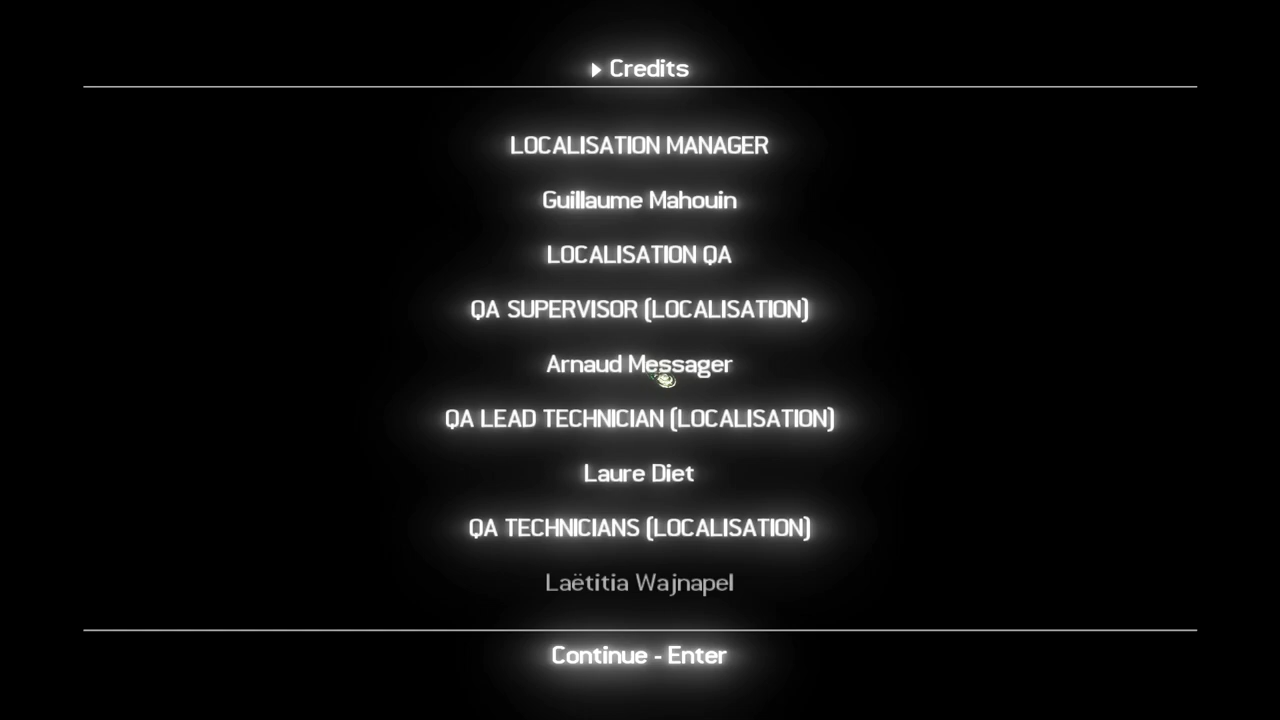 Credits
LOCALISATION MANAGER
Guillaume Mahouin
LOCALISATION QA
QA SUPERVISOR (LOCALISATION)
Arnaud Messager
QA LEAD TECHNICIAN (LOCALISATION)
Laure Diet
QA TECHNICIANS (LOCALISATION)
Laëtitia Wajnapel
Continue - Enter